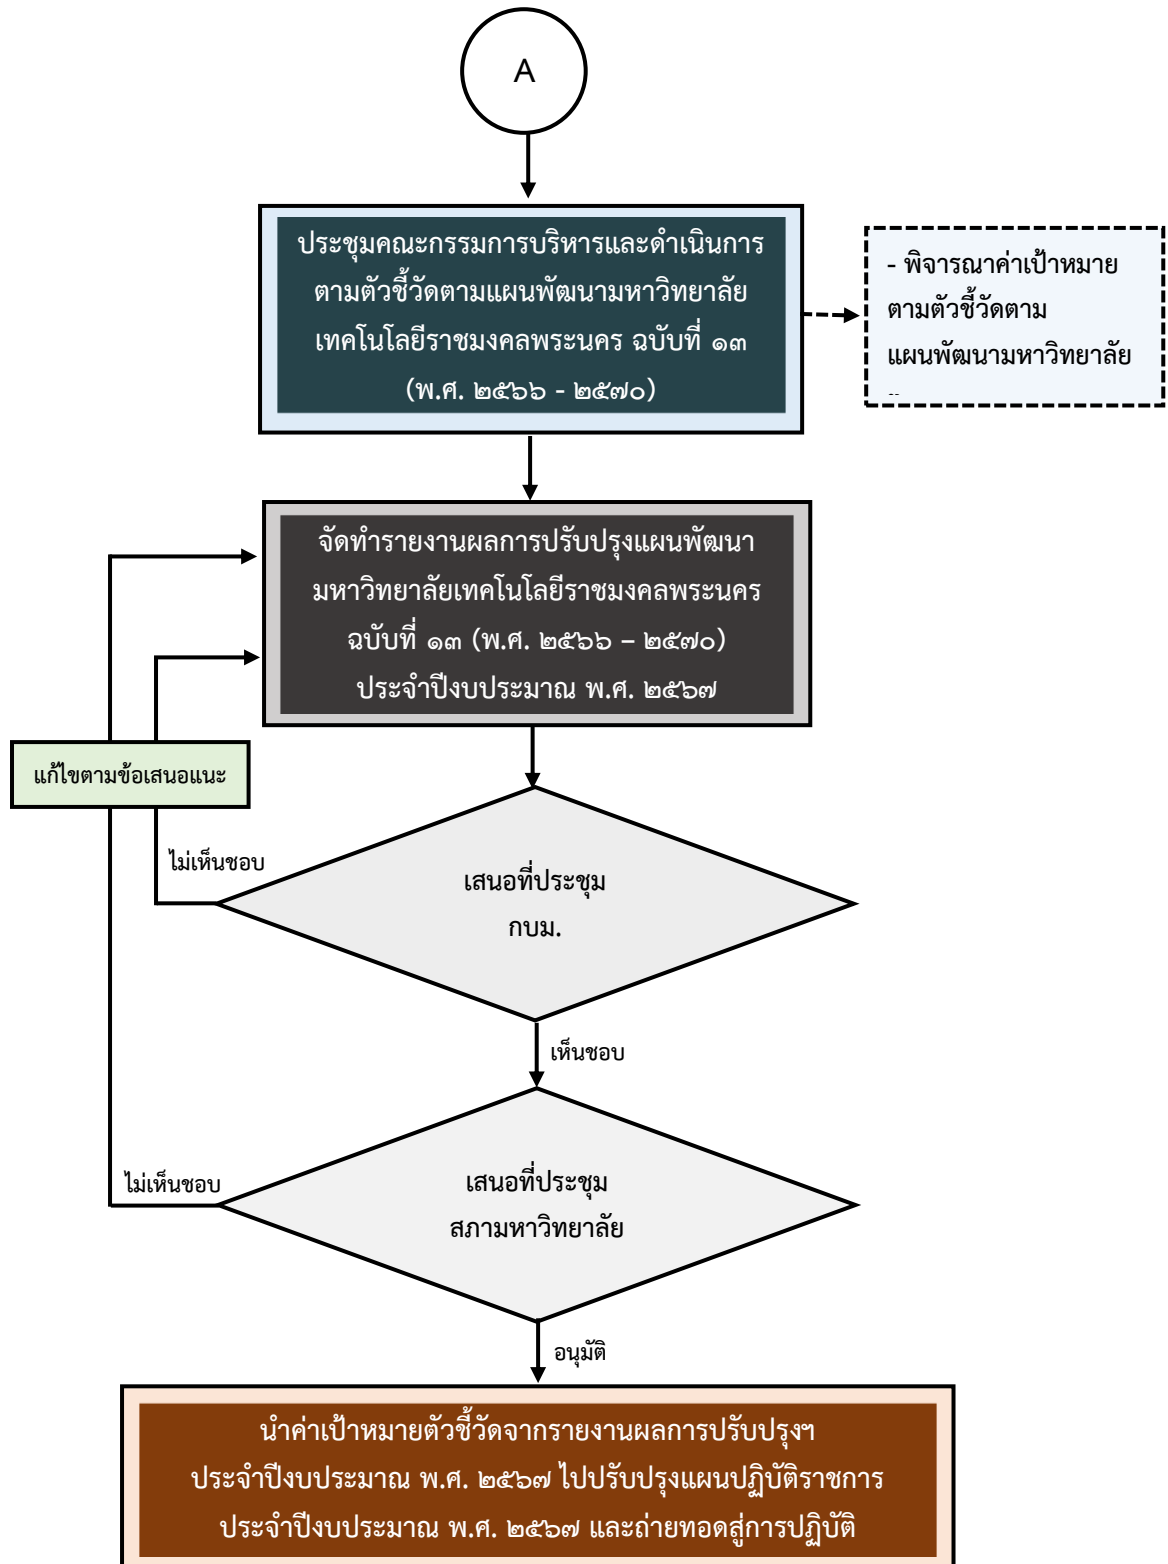 A
ประชุมคณะกรรมการบริหารและดำเนินการ
ตามตัวชี้วัดตามแผนพัฒนามหาวิทยาลัย
เทคโนโลยีราชมงคลพระนคร ฉบับที่ ๑๓
(พ.ศ. ๒๕๖๖ - ๒๕๗๐)
- พิจารณาค่าเป้าหมาย
ตามตัวชี้วัดตาม
แผนพัฒนามหาวิทยาลัย
จัดทำรายงานผลการปรับปรุงแผนพัฒนา
มหาวิทยาลัยเทคโนโลยีราชมงคลพระนคร
ฉบับที่ ๑๓ (พ.ศ. ๒๕๖๖ – ๒๕๗๐)
ประจำปีงบประมาณ พ.ศ. ๒๕๖๗
แก้ไขตามข้อเสนอแนะ
ไม่เห็นชอบ
เสนอที่ประชุม
กบม.
เห็นชอบ
ไม่เห็นชอบ
เสนอที่ประชุม
สภามหาวิทยาลัย
อนุมัติ
นำค่าเป้าหมายตัวชี้วัดจากรายงานผลการปรับปรุงฯ
ประจำปีงบประมาณ พ.ศ. ๒๕๖๗ ไปปรับปรุงแผนปฏิบัติราชการ
ประจำปีงบประมาณ พ.ศ. ๒๕๖๗ และถ่ายทอดสู่การปฏิบัติ